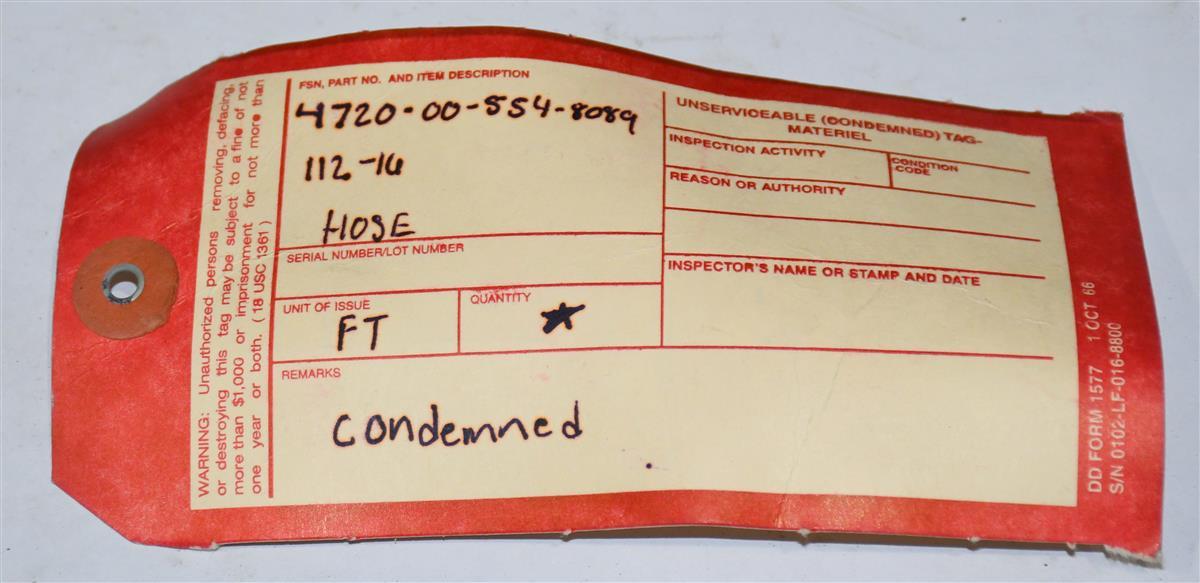 WARNING: Unauthorized persons removing, defacing,
or destroying this tag may be subject to a fine of not
more than $1,000 or imprisonment for not more than
one year or both. (18 USC 1361)
FSN, PART NO. AND ITEM DESCRIPTION
4720-00-554-8089
112-16
HOSE
SERIAL NUMBER/LOT NUMBER
UNIT OF ISSUE
FT
QUANTITY
REMARKS
condemned
UNSERVICEABLE (CONDEMNED) TAG-
MATERIEL
INSPECTION ACTIVITY
CONDITION
CODE
REASON OR AUTHORITY
INSPECTOR'S NAME OR STAMP AND DATE
DD FORM 1577 1 OCT 66
S/N 0102-LF-016-8800